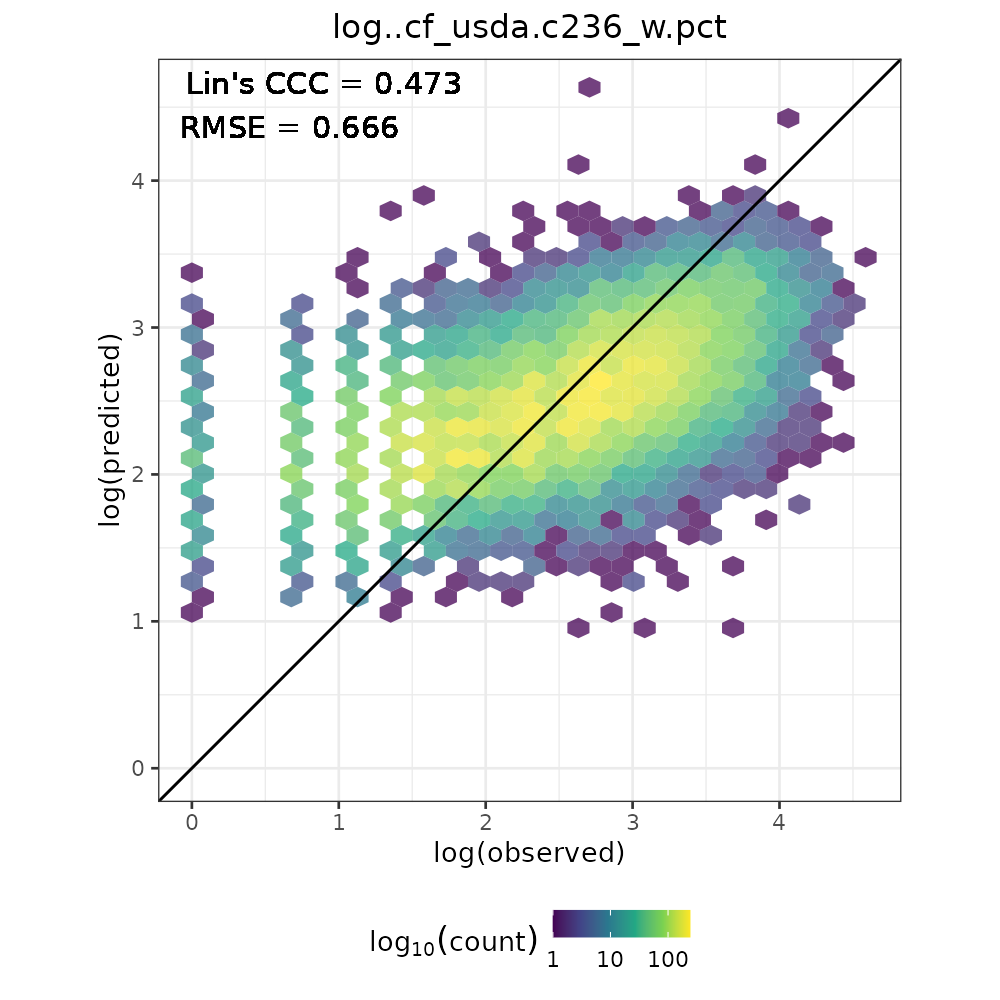 log..cf_usda.c236_w.pct
Lin's CCC = 0.473
RMSE = 0.666
log(predicted)
4
3
2
1
0
0 1 2 3 4
log(observed)
log₁₀(count)
1 10 100